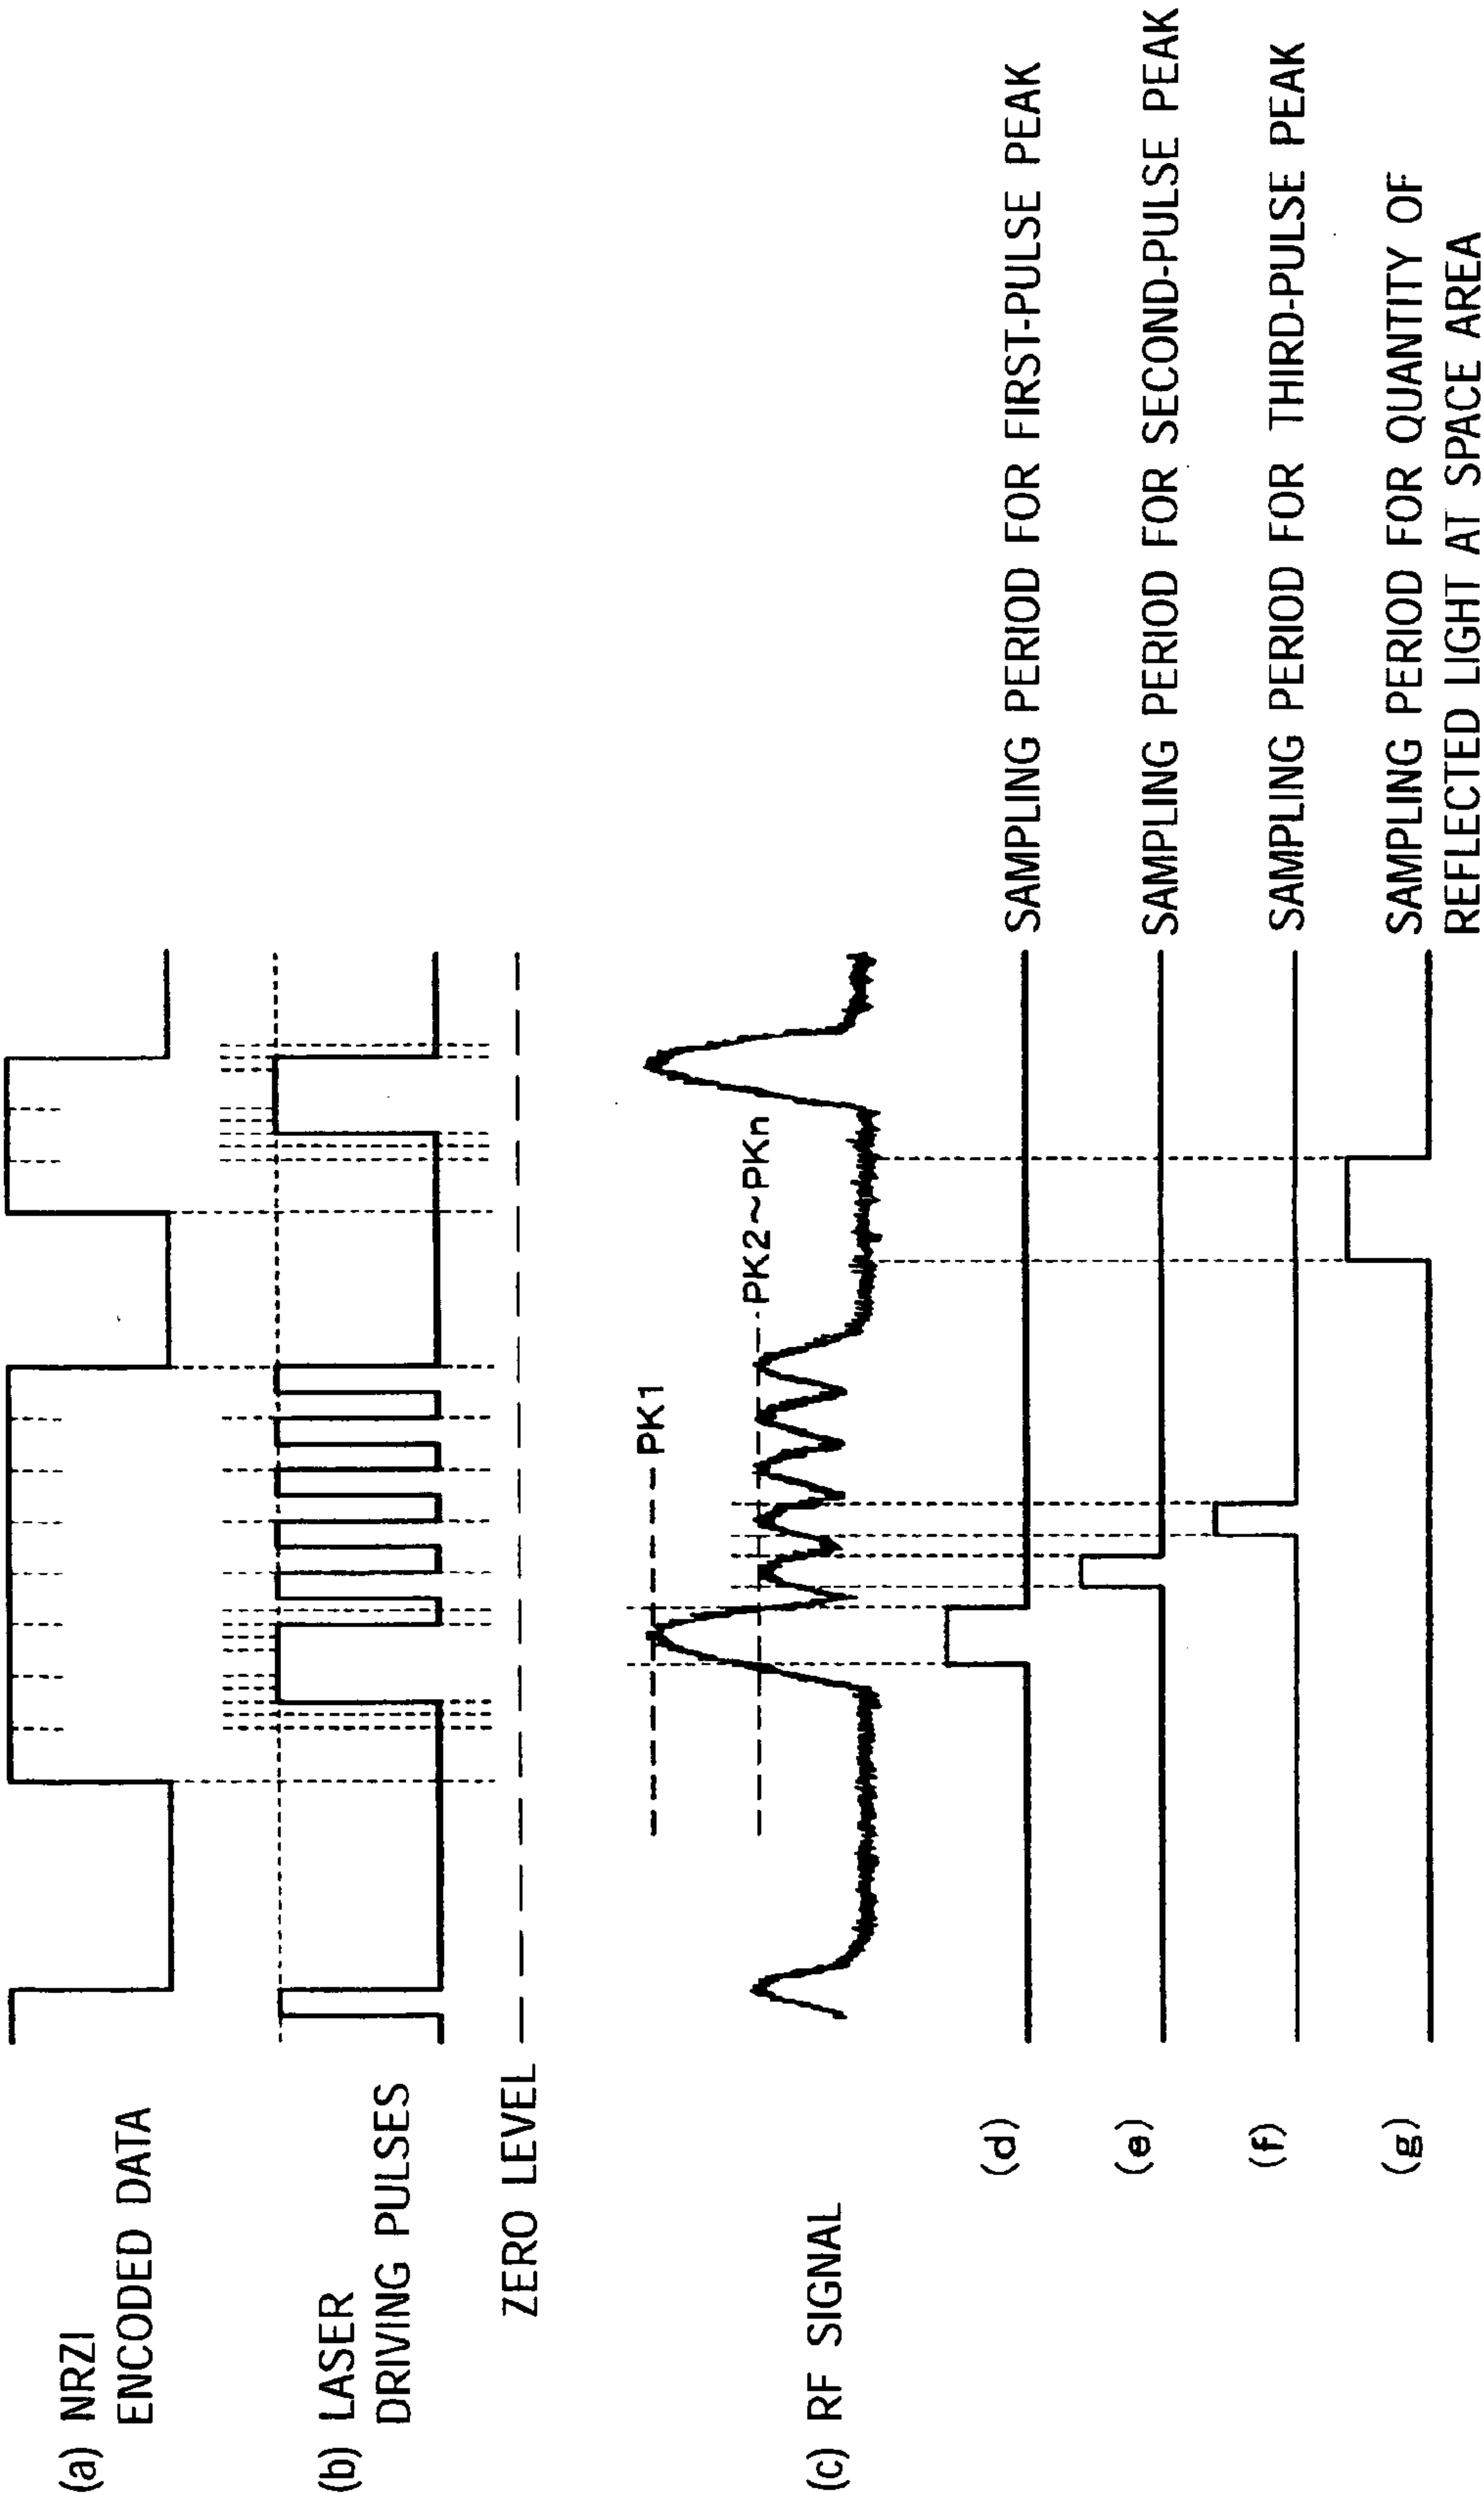 (a) NRZI
ENCODED DATA
(b) LASER
DRIVING PULSES
ZERO LEVEL
PK1
PK2~PKn
(c) RF SIGNAL
(d)
SAMPLING PERIOD FOR FIRST-PULSE PEAK
(e)
SAMPLING PERIOD FOR SECOND-PULSE PEAK
(f)
SAMPLING PERIOD FOR THIRD-PULSE PEAK
(g)
SAMPLING PERIOD FOR QUANTITY OF
REFLECTED LIGHT AT SPACE AREA